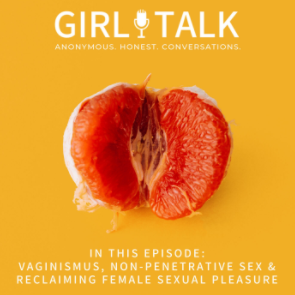 GIRL TALK
ANONYMOUS. HONEST. CONVERSATIONS.
IN THIS EPISODE:
VAGINISMUS, NON-PENETRATIVE SEX &
RECLAIMING FEMALE SEXUAL PLEASURE